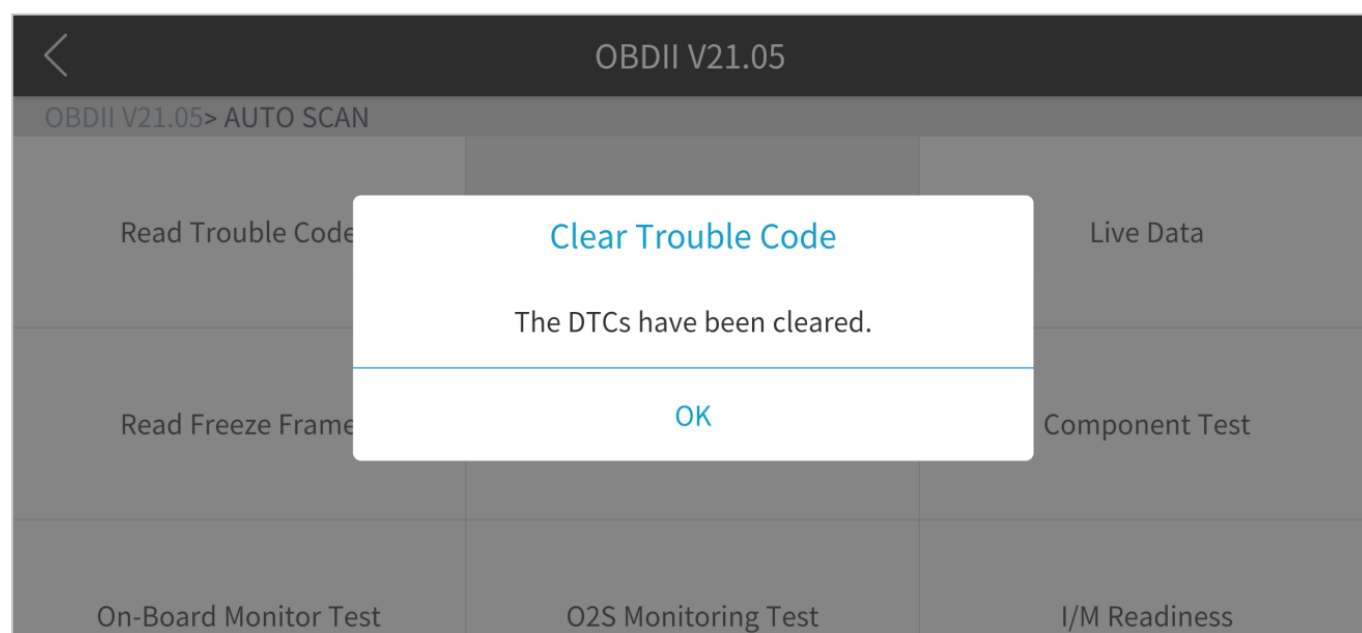 OBDII V21.05
OBDII V21.05> AUTO SCAN
Read Trouble Code
Clear Trouble Code
Live Data
The DTCs have been cleared.
Read Freeze Frame
OK
Component Test
On-Board Monitor Test
O2S Monitoring Test
I/M Readiness